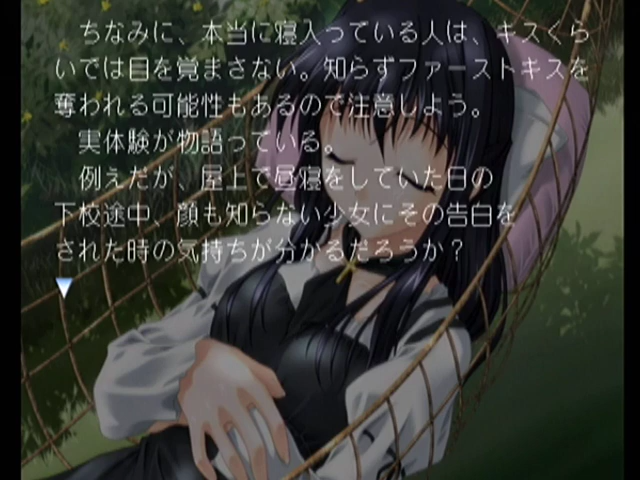 ちなみに、本当に寝入っている人は、キスくら
いでは目を覚まさない。知らずファーストキスを
奪われる可能性もあるので注意しよう。
実体験が物語っている。
例えだが、屋上で昼寝をしていた日の
下校途中、顔も知らない少女にその告白を
された時の気持ちが分かるだろうか？